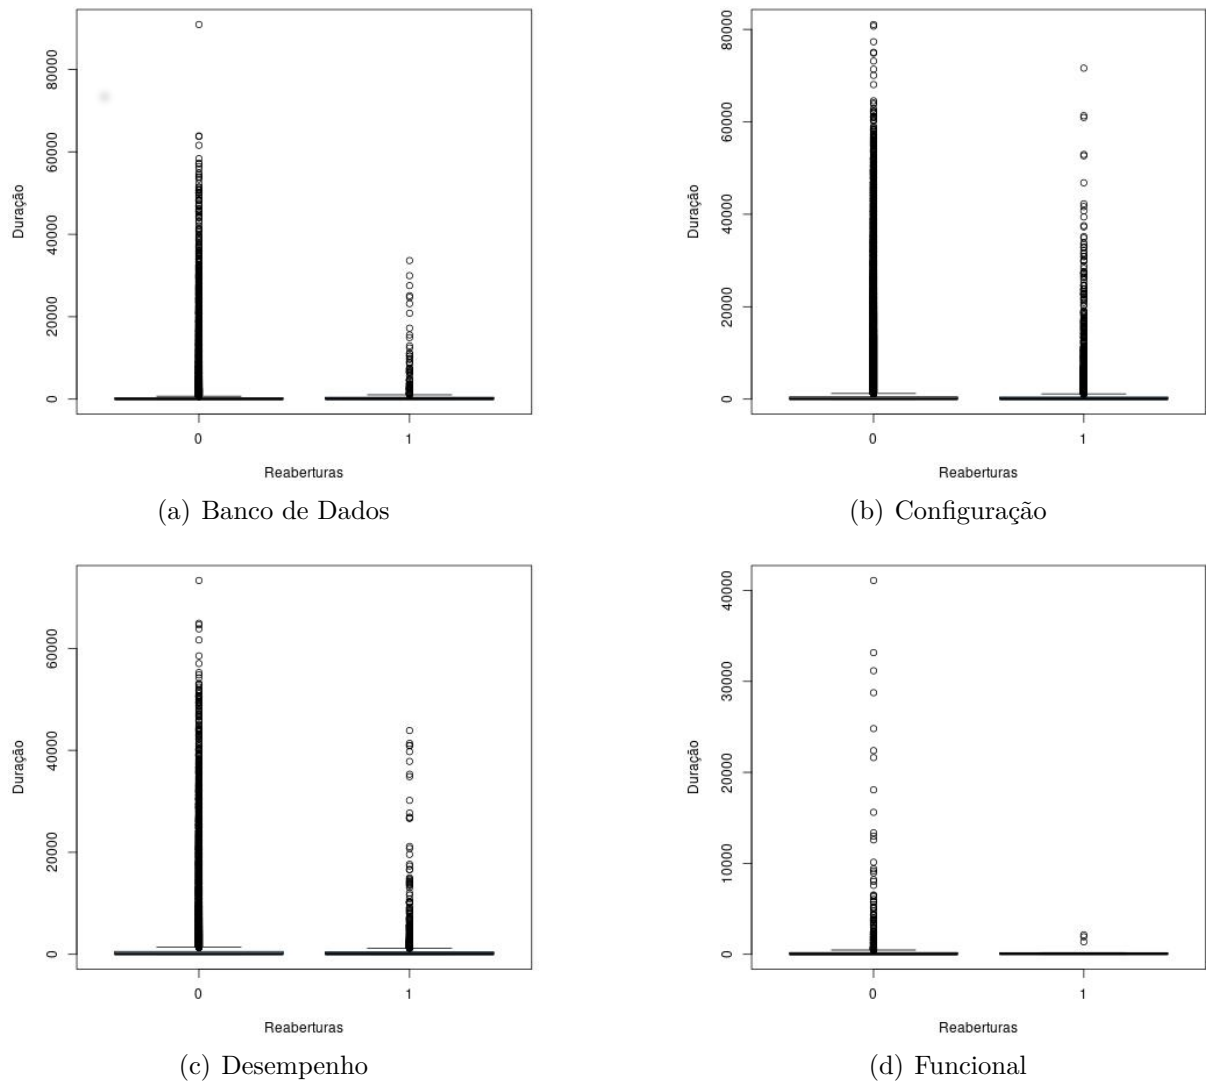 Duração
80000
60000
40000
20000
0
0 1
Reaberturas
(a) Banco de Dados
Duração
80000
60000
40000
20000
0
0 1
Reaberturas
(b) Configuração
Duração
60000
40000
20000
0
0 1
Reaberturas
(c) Desempenho
Duração
40000
30000
20000
10000
0
0 1
Reaberturas
(d) Funcional